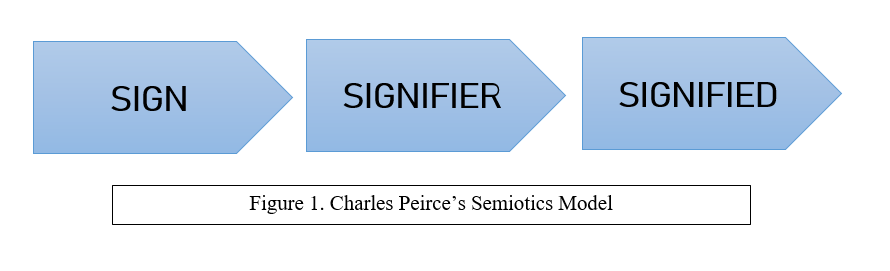 SIGN
SIGNIFIER
SIGNIFIED
Figure 1. Charles Peirce’s Semiotics Model